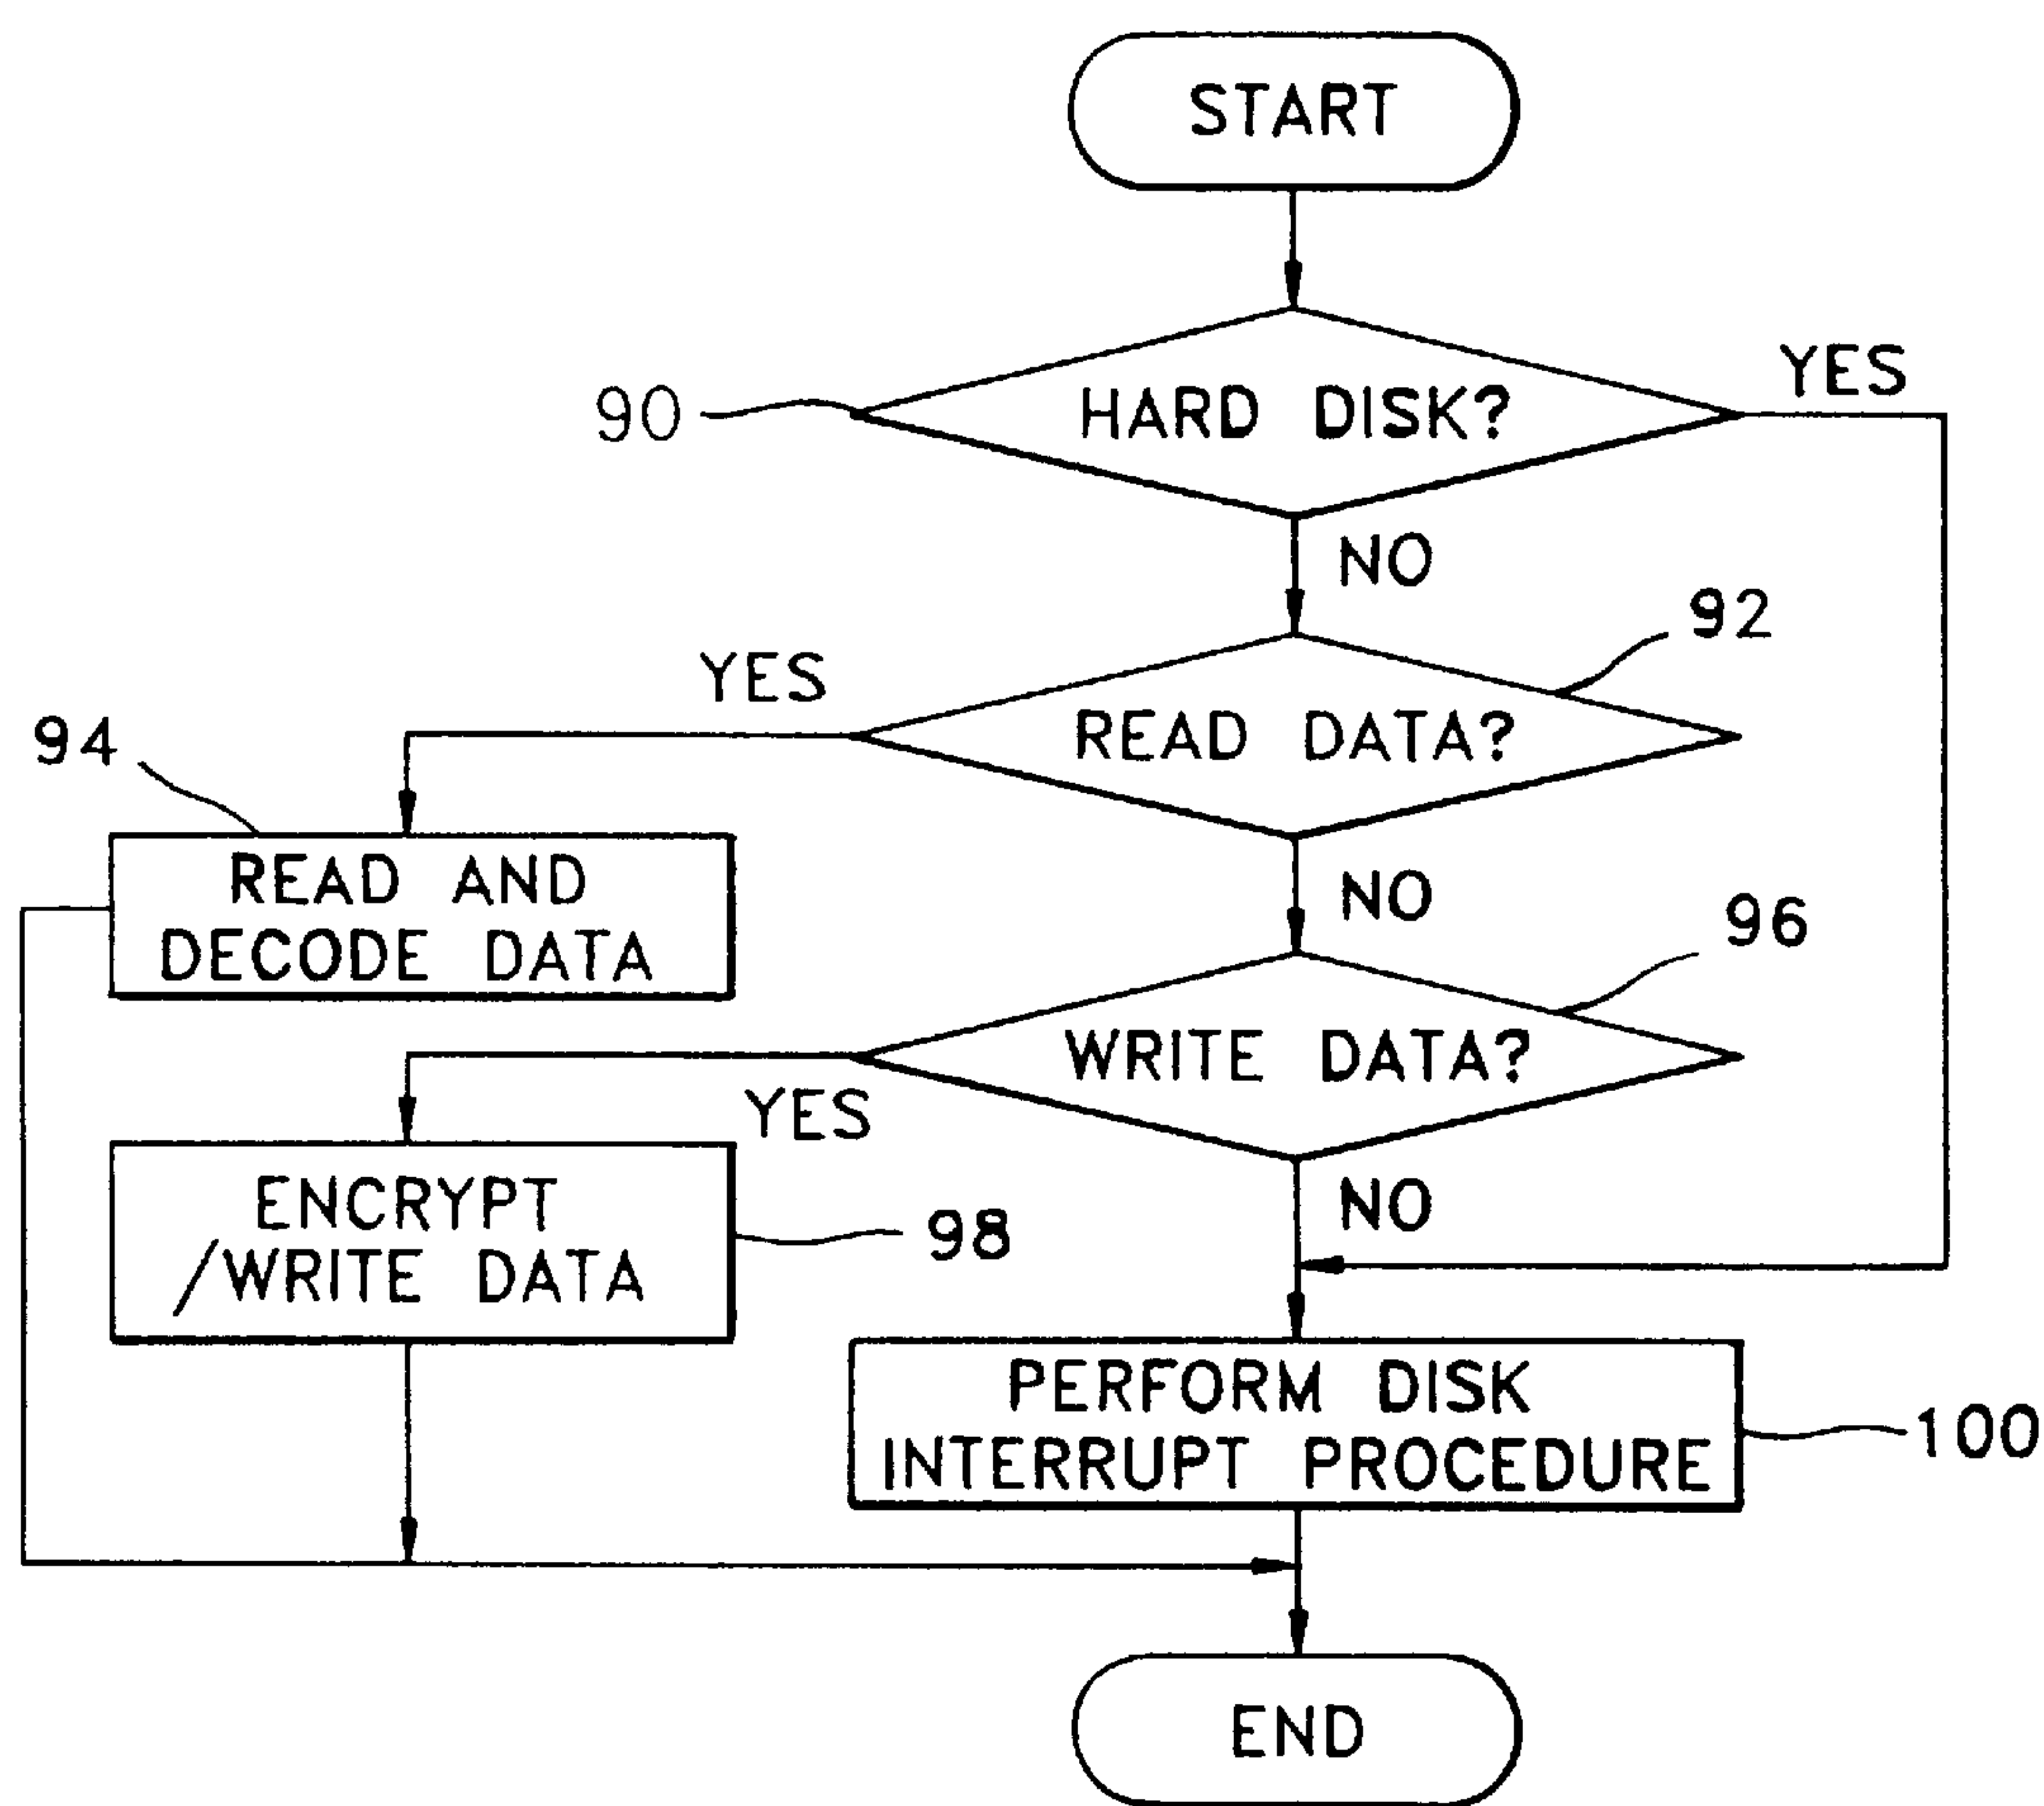 START
90
HARD DISK?
YES
NO
92
YES
READ DATA?
94
READ AND
DECODE DATA
NO
96
WRITE DATA?
YES
ENCRYPT
/WRITE DATA
98
NO
PERFORM DISK
INTERRUPT PROCEDURE
100
END